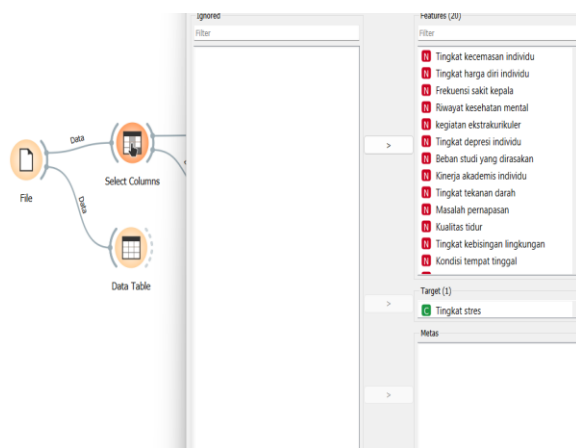 Ignored
Filter
Features (20)
Filter
N Tingkat kecemasan individu
N Tingkat harga diri individu
N Frekuensi sakit kepala
N Riwayat kesehatan mental
N kegiatan ekstrakurikuler
N Tingkat depresi individu
N Beban studi yang dirasakan
N Kinerja akademis individu
N Tingkat tekanan darah
N Masalah pernapasan
N Kualitas tidur
N Tingkat kebisingan lingkungan
N Kondisi tempat tinggal
>
Target (1)
>
C Tingkat stres
Metas
>
Data
File
Select Columns
Data
Data Table